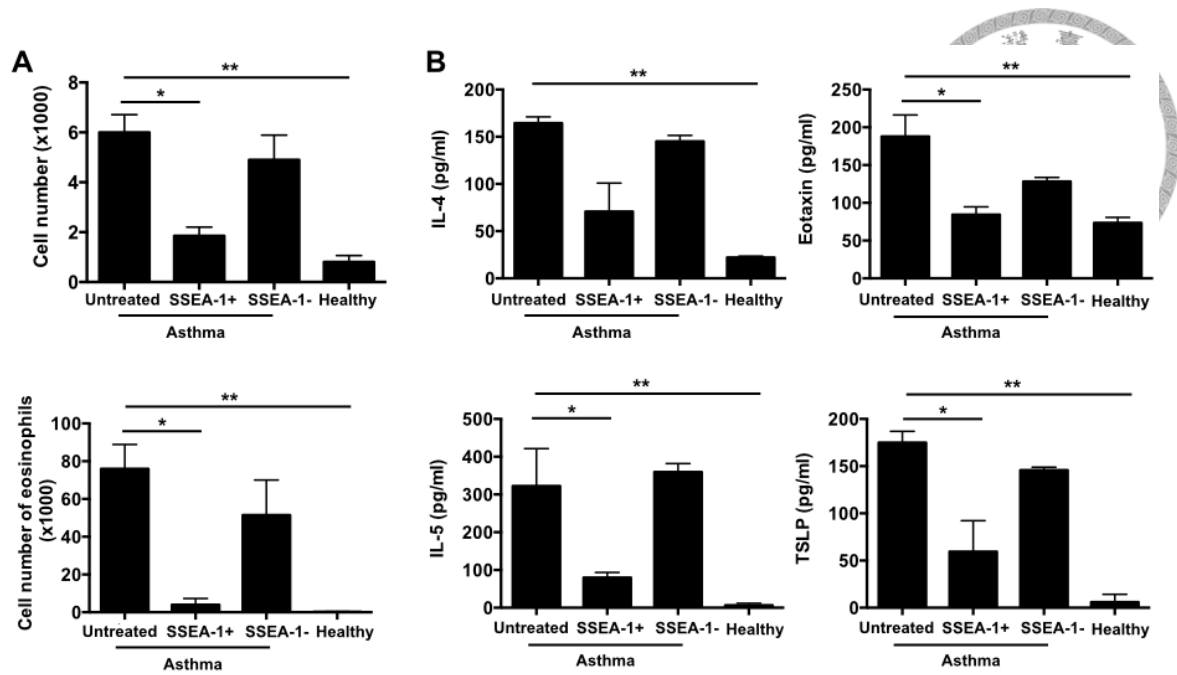 A
Cell number (x1000)
**
*
8
6
4
2
0
Untreated SSEA-1+ SSEA-1- Healthy
Asthma
Cell number of eosinophils
(x1000)
**
*
100
80
60
40
20
0
Untreated SSEA-1+ SSEA-1- Healthy
Asthma
B
IL-4 (pg/ml)
**
200
150
100
50
0
Untreated SSEA-1+ SSEA-1- Healthy
Asthma
Eotaxin (pg/ml)
**
*
250
200
150
100
50
0
Untreated SSEA-1+ SSEA-1- Healthy
Asthma
IL-5 (pg/ml)
**
*
500
400
300
200
100
0
Untreated SSEA-1+ SSEA-1- Healthy
Asthma
TSLP (pg/ml)
**
*
200
150
100
50
0
Untreated SSEA-1+ SSEA-1- Healthy
Asthma